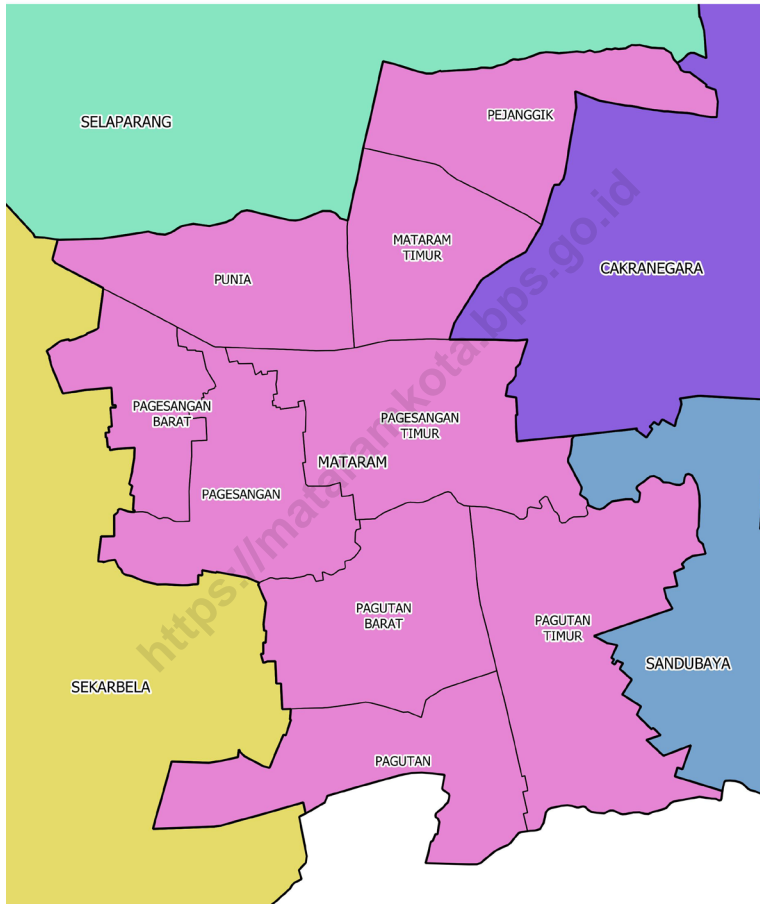 SELAPARANG
PEJANGGIK
MATARAM
TIMUR
CAKRANEGARA
PUNIA
PAGESANGAN
BARAT
PAGESANGAN
TIMUR
MATARAM
PAGESANGAN
PAGUTAN
BARAT
PAGUTAN
TIMUR
SANDUBAYA
SEKARBELA
PAGUTAN
https://mataramkota.bps.go.id